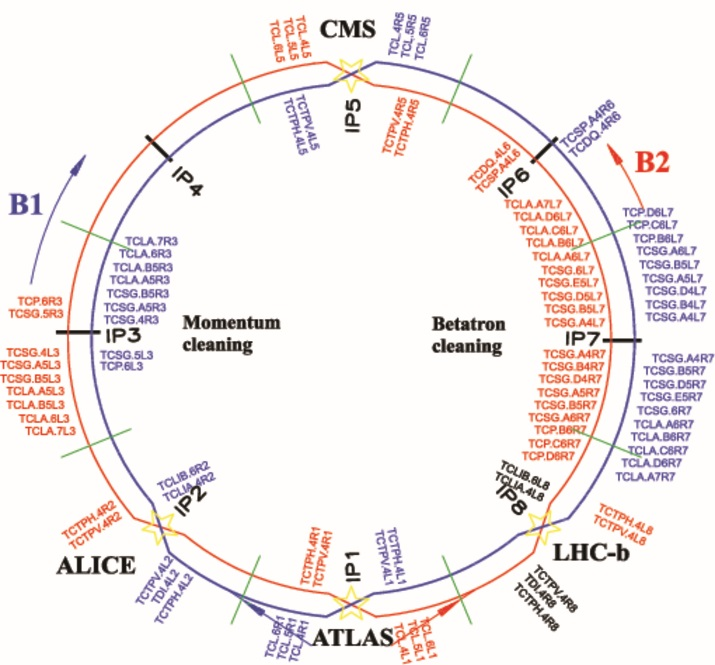 CMS
TCL.4L5
TCL.5L5
TCL.6L5
TCL.4R5
TCL.5R5
TCL.6R5
IP5
TCTPV.4L5
TCTPH.4L5
TCTPV.4R5
TCTPH.4R5
TCSP.A4R6
TCDQ.4R6
TCDQ.4L6
TCSP.A4L6
IP6
IP4
B1
B2
TCLA.A7L7
TCLA.D6L7
TCLA.C6L7
TCLA.B6L7
TCLA.A6L7
TCSG.6L7
TCSG.E5L7
TCSG.D5L7
TCSG.B5L7
TCSG.A4L7
TCP.D6L7
TCP.C6L7
TCP.B6L7
TCSG.A6L7
TCSG.B5L7
TCSG.A5L7
TCSG.D4L7
TCSG.B4L7
TCSG.A4L7
TCLA.7R3
TCLA.6R3
TCLA.B5R3
TCLA.A5R3
TCSG.B5R3
TCSG.A5R3
TCSG.4R3
TCP.6R3
TCSG.5R3
IP3
Momentum
cleaning
Betatron
cleaning
IP7
TCSG.5L3
TCP.6L3
TCSG.4L3
TCSG.A5L3
TCSG.B5L3
TCLA.A5L3
TCLA.B5L3
TCLA.6L3
TCLA.7L3
TCSG.A4R7
TCSG.B4R7
TCSG.D4R7
TCSG.A5R7
TCSG.B5R7
TCSG.A6R7
TCP.B6R7
TCP.C6R7
TCP.D6R7
TCSG.A4R7
TCSG.B5R7
TCSG.D5R7
TCSG.E5R7
TCSG.6R7
TCLA.A6R7
TCLA.B6R7
TCLA.C6R7
TCLA.D6R7
TCLA.A7R7
TCLIB.6R2
TCLIA.4R2
IP2
TCLIB.6L8
TCLIA.4L8
IP8
TCTPH.4R2
TCTPV.4R2
ALICE
TCTPV.4L2
TDI.4L2
TCTPH.4L2
TCTPH.4L8
TCTPV.4L8
LHC-b
TCTPV.4R8
TDI.4R8
TCTPH.4R8
TCTPH.4R1
TCTPV.4R1
IP1
TCTPH.4L1
TCTPV.4L1
TCL.6R1
TCL.5R1
TCL.4R1
ATLAS
TCL.6L1
TCL.5L1
TCL.4L1